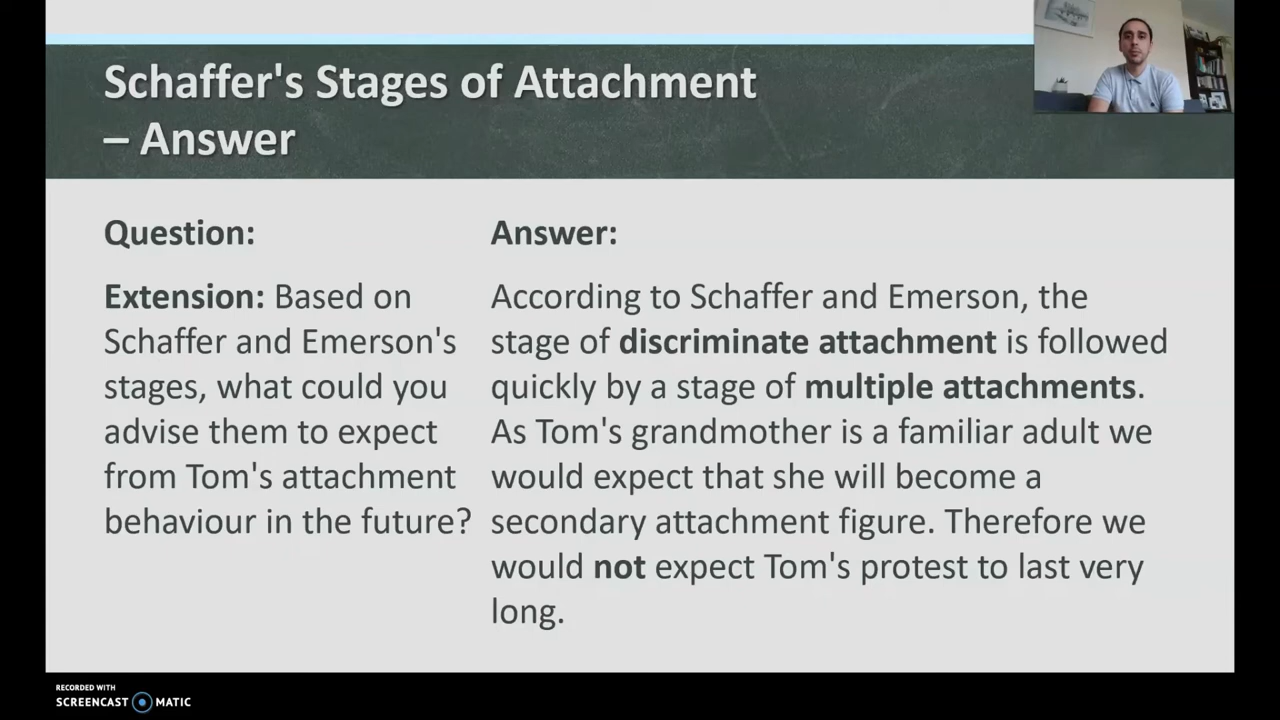 Schaffer's Stages of Attachment
– Answer
Question:
Extension: Based on
Schaffer and Emerson's
stages, what could you
advise them to expect
from Tom's attachment
behaviour in the future?
Answer:
According to Schaffer and Emerson, the
stage of discriminate attachment is followed
quickly by a stage of multiple attachments.
As Tom's grandmother is a familiar adult we
would expect that she will become a
secondary attachment figure. Therefore we
would not expect Tom's protest to last very
long.
RECORDED WITH
SCREENCAST MATIC